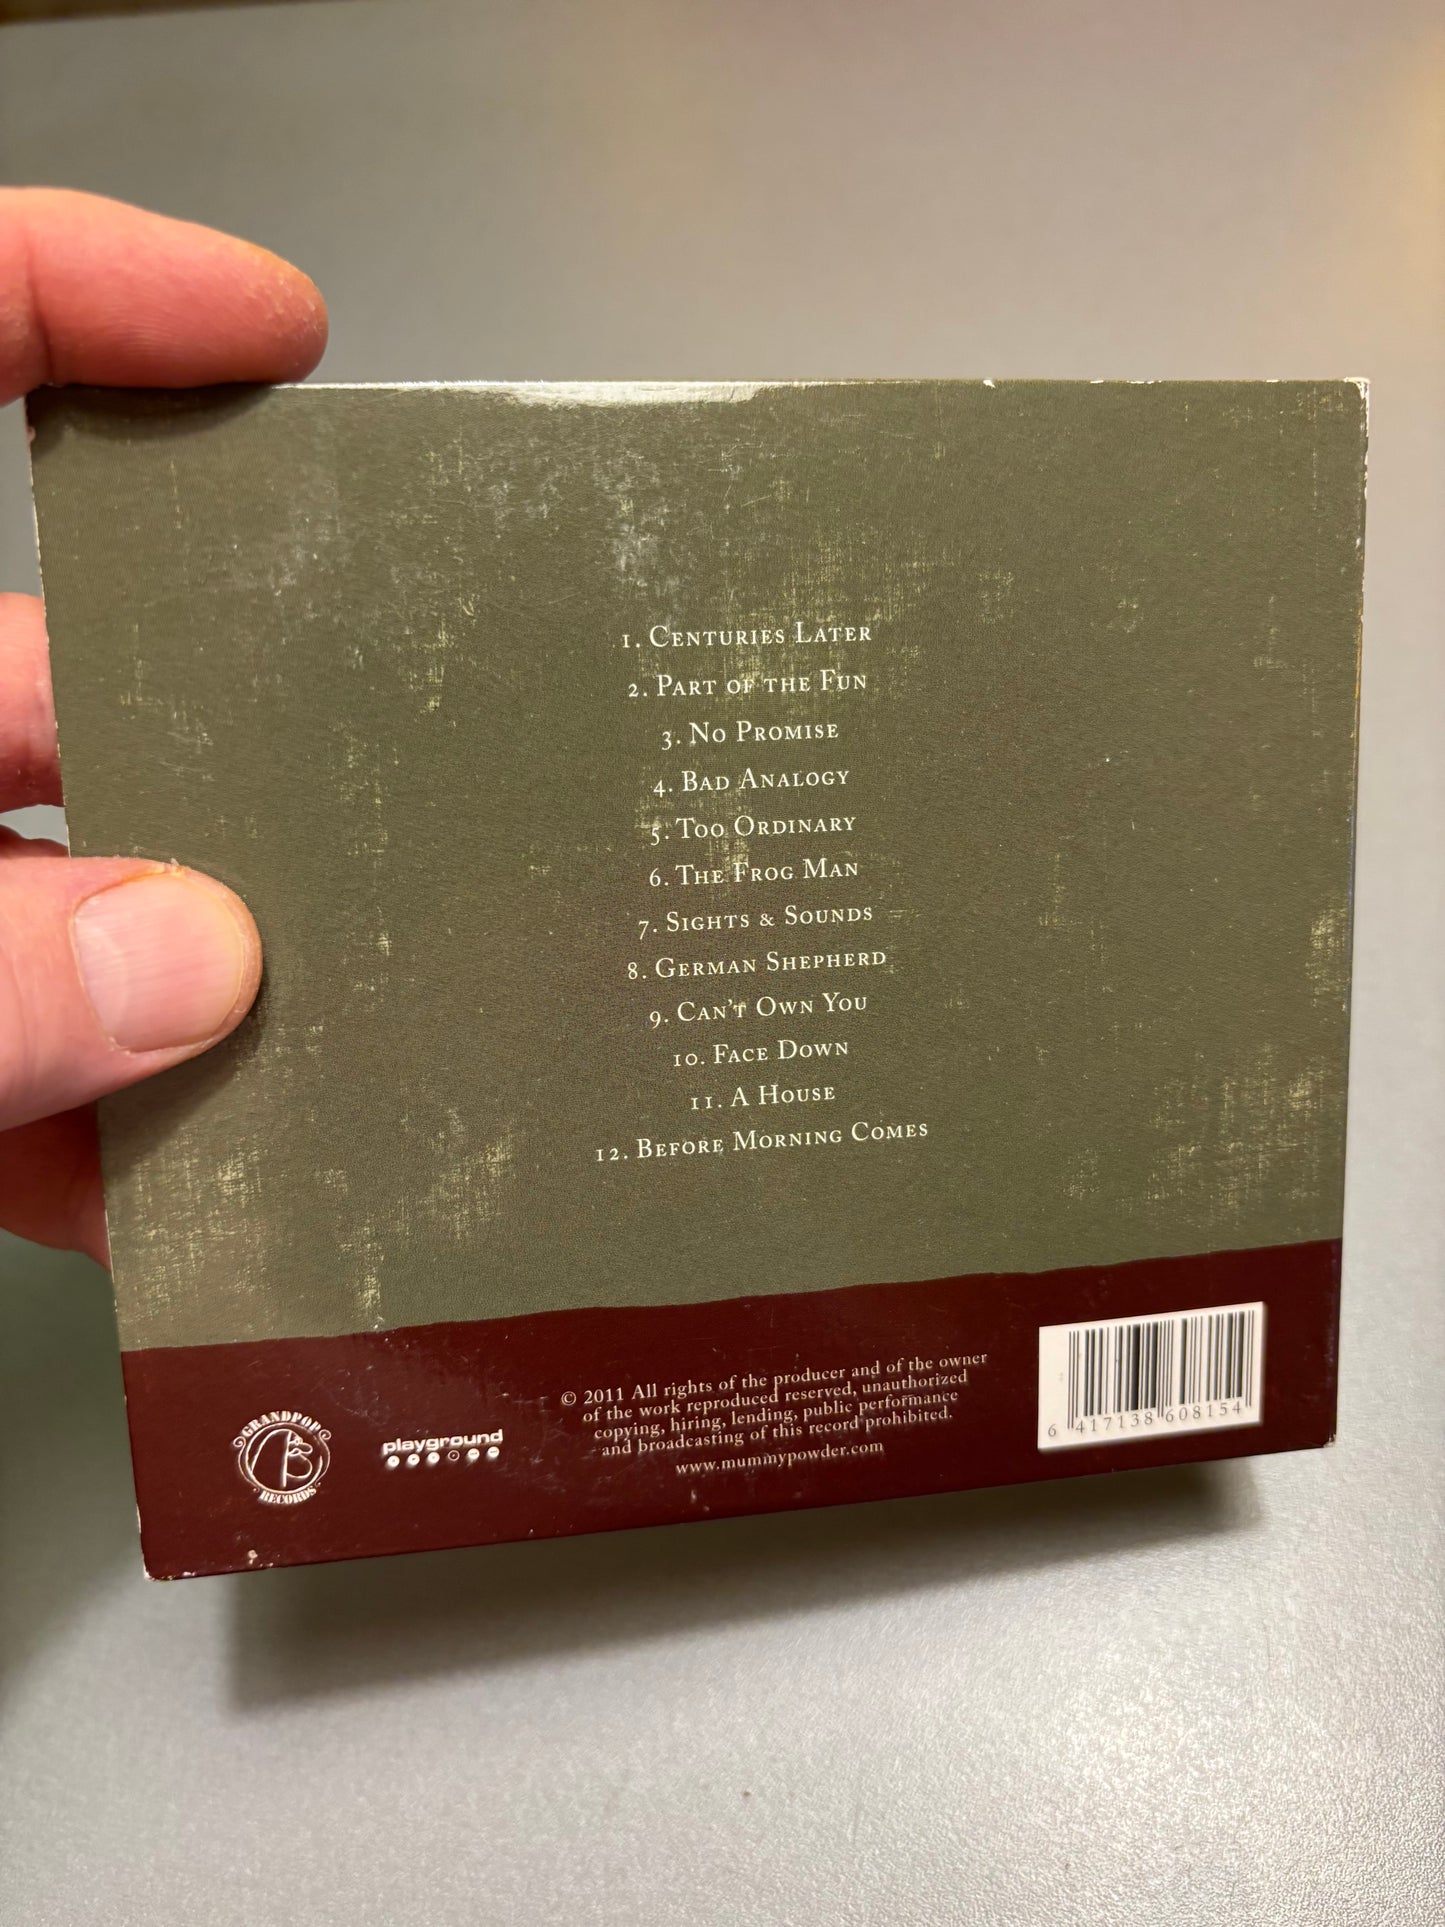 1. Centuries Later
2. Part of the Fun
3. No Promise
4. Bad Analogy
5. Too Ordinary
6. The Frog Man
7. Sights & Sounds
8. German Shepherd
9. Can't Own You
10. Face Down
11. A House
12. Before Morning Comes
GRANDPOP
RECORDS
playground
© 2011 All rights of the producer and of the owner
of the work reproduced reserved, unauthorized
copying, hiring, lending, public performance
and broadcasting of this record prohibited.
www.mummypowder.com
6 417138 608154